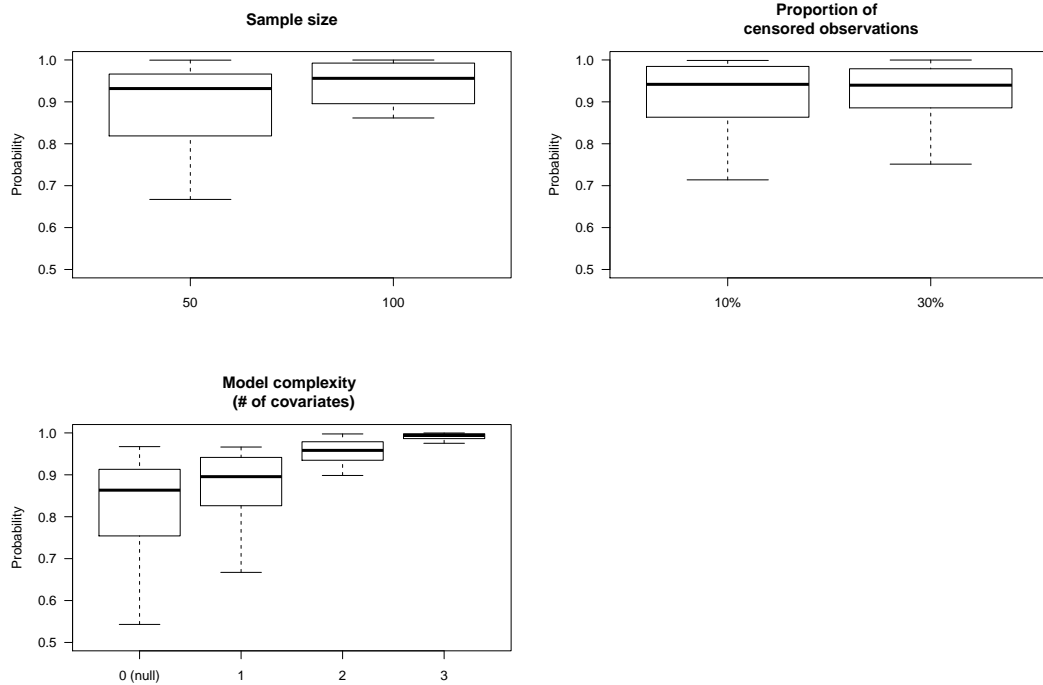 Sample size
Probability
1.0
0.9
0.8
0.7
0.6
0.5
50 100
Proportion of
censored observations
Probability
1.0
0.9
0.8
0.7
0.6
0.5
10% 30%
Model complexity
(# of covariates)
Probability
1.0
0.9
0.8
0.7
0.6
0.5
0 (null) 1 2 3